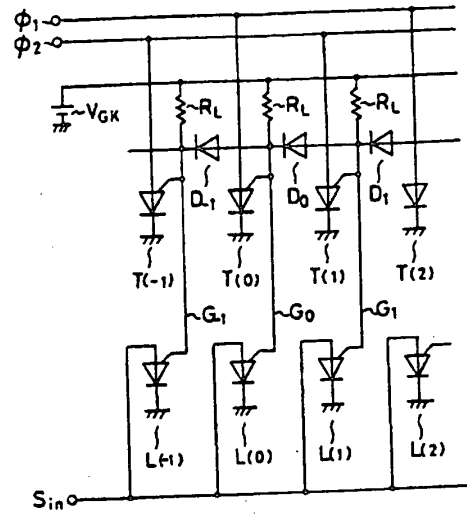 ϕ1
ϕ2
VGK
RL RL RL
D-1 D0 D1
T(-1) T(0) T(1) T(2)
G-1 G0 G1
L(-1) L(0) L(1) L(2)
Sin